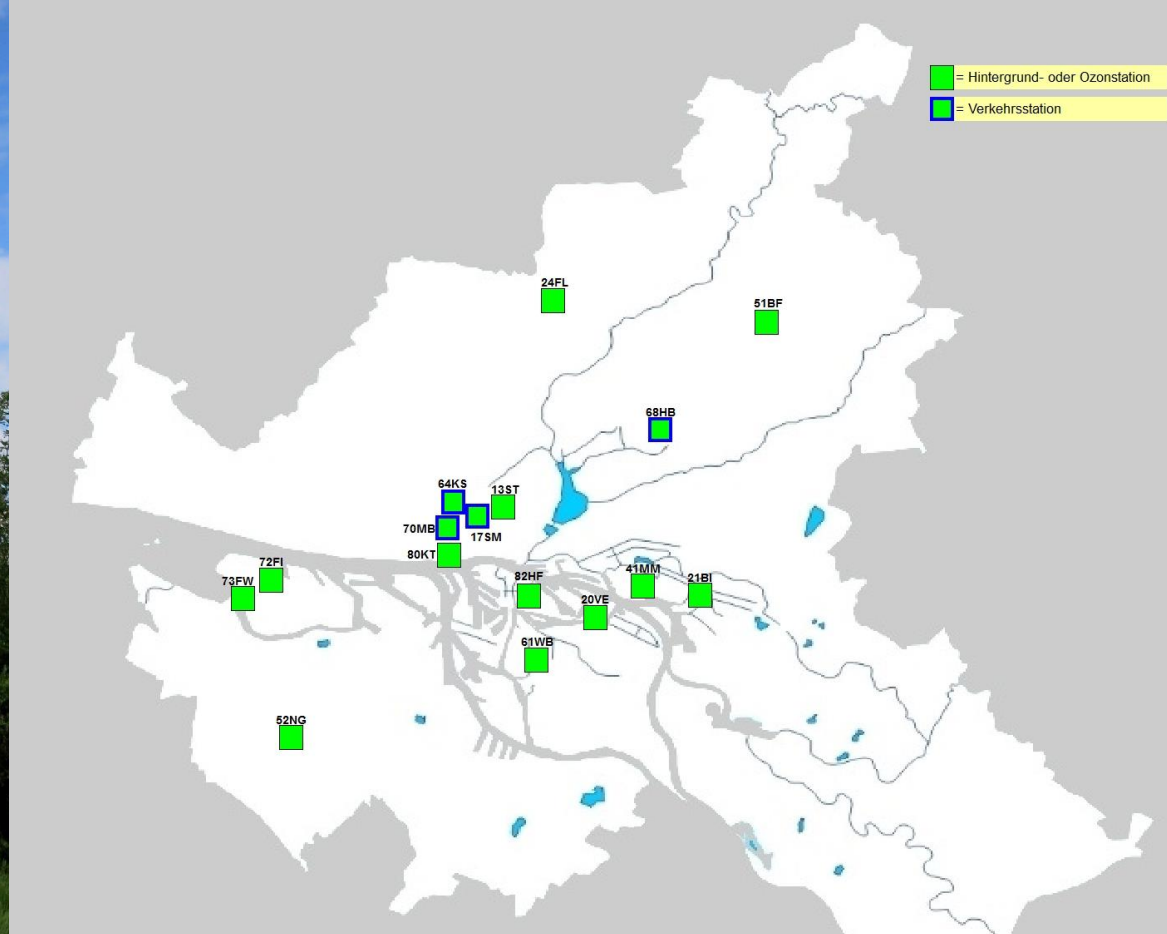 = Hintergrund- oder Ozonstation
= Verkehrsstation
24FL
51BF
68HB
64KS
13ST
70MB
17SM
80KT
72FI
73FW
82HF
41MM
21BI
20VE
61WB
52NG